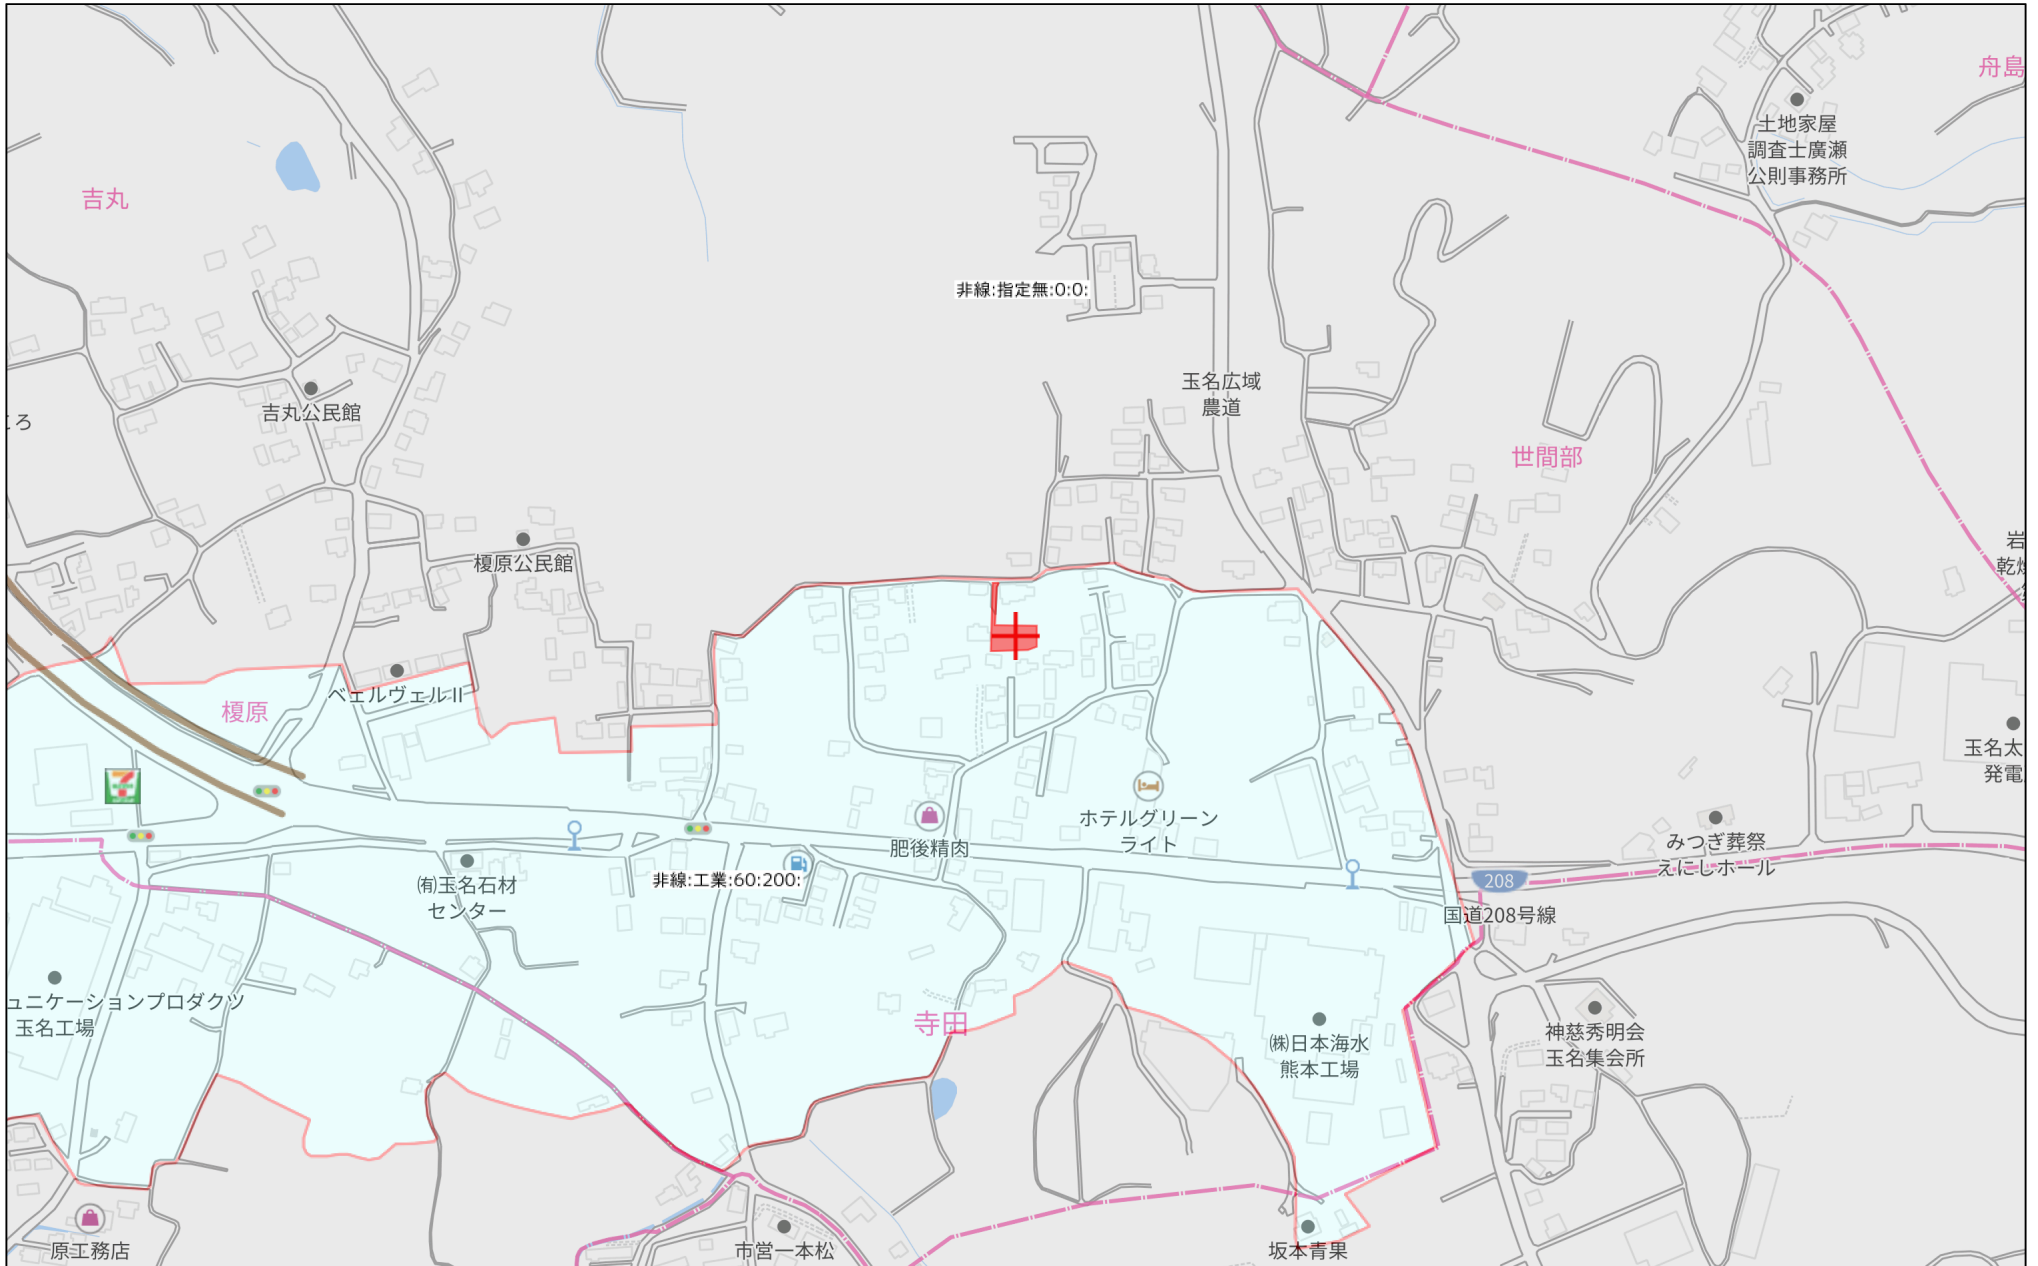 舟島
土地家屋
調査士廣瀬
公則事務所
吉丸
非線:指定無:0:0:
玉名広域
農道
吉丸公民館
ころ
世間部
榎原公民館
岩
ベェルヴェルⅡ
榎原
玉名太
発電
ホテルグリーン
ライト
肥後精肉
みつぎ葬祭
えにしホール
非線:工業:60:200:
208
㈲玉名石材
センター
国道208号線
ュニケーションプロダクツ
玉名工場
寺田
㈱日本海水
熊本工場
神慈秀明会
玉名集会所
原工務店
市営一本松
坂本青果